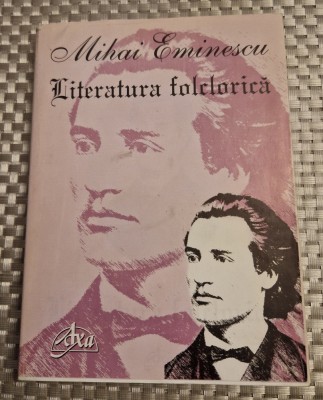 Mihai Eminescu
Literatura folclorică
Axa